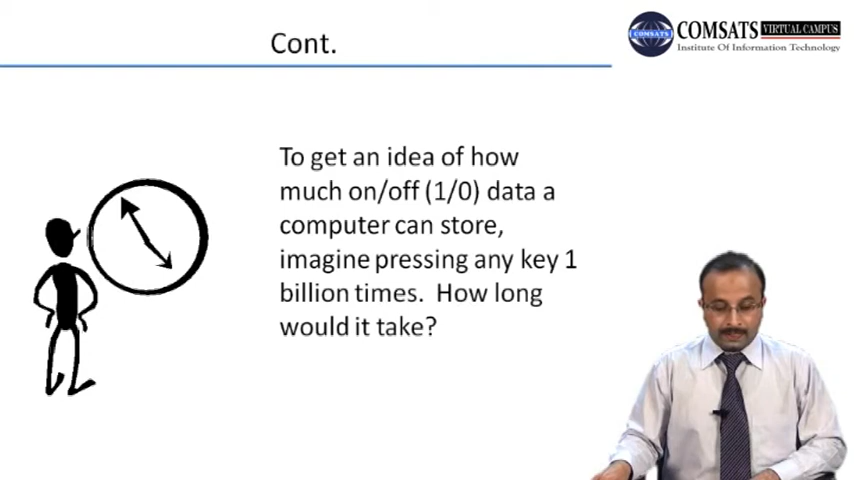 Cont.
COMSATS VIRTUAL CAMPUS
Institute Of Information Technology
COMSATS
To get an idea of how
much on/off (1/0) data a
computer can store,
imagine pressing any key 1
billion times. How long
would it take?